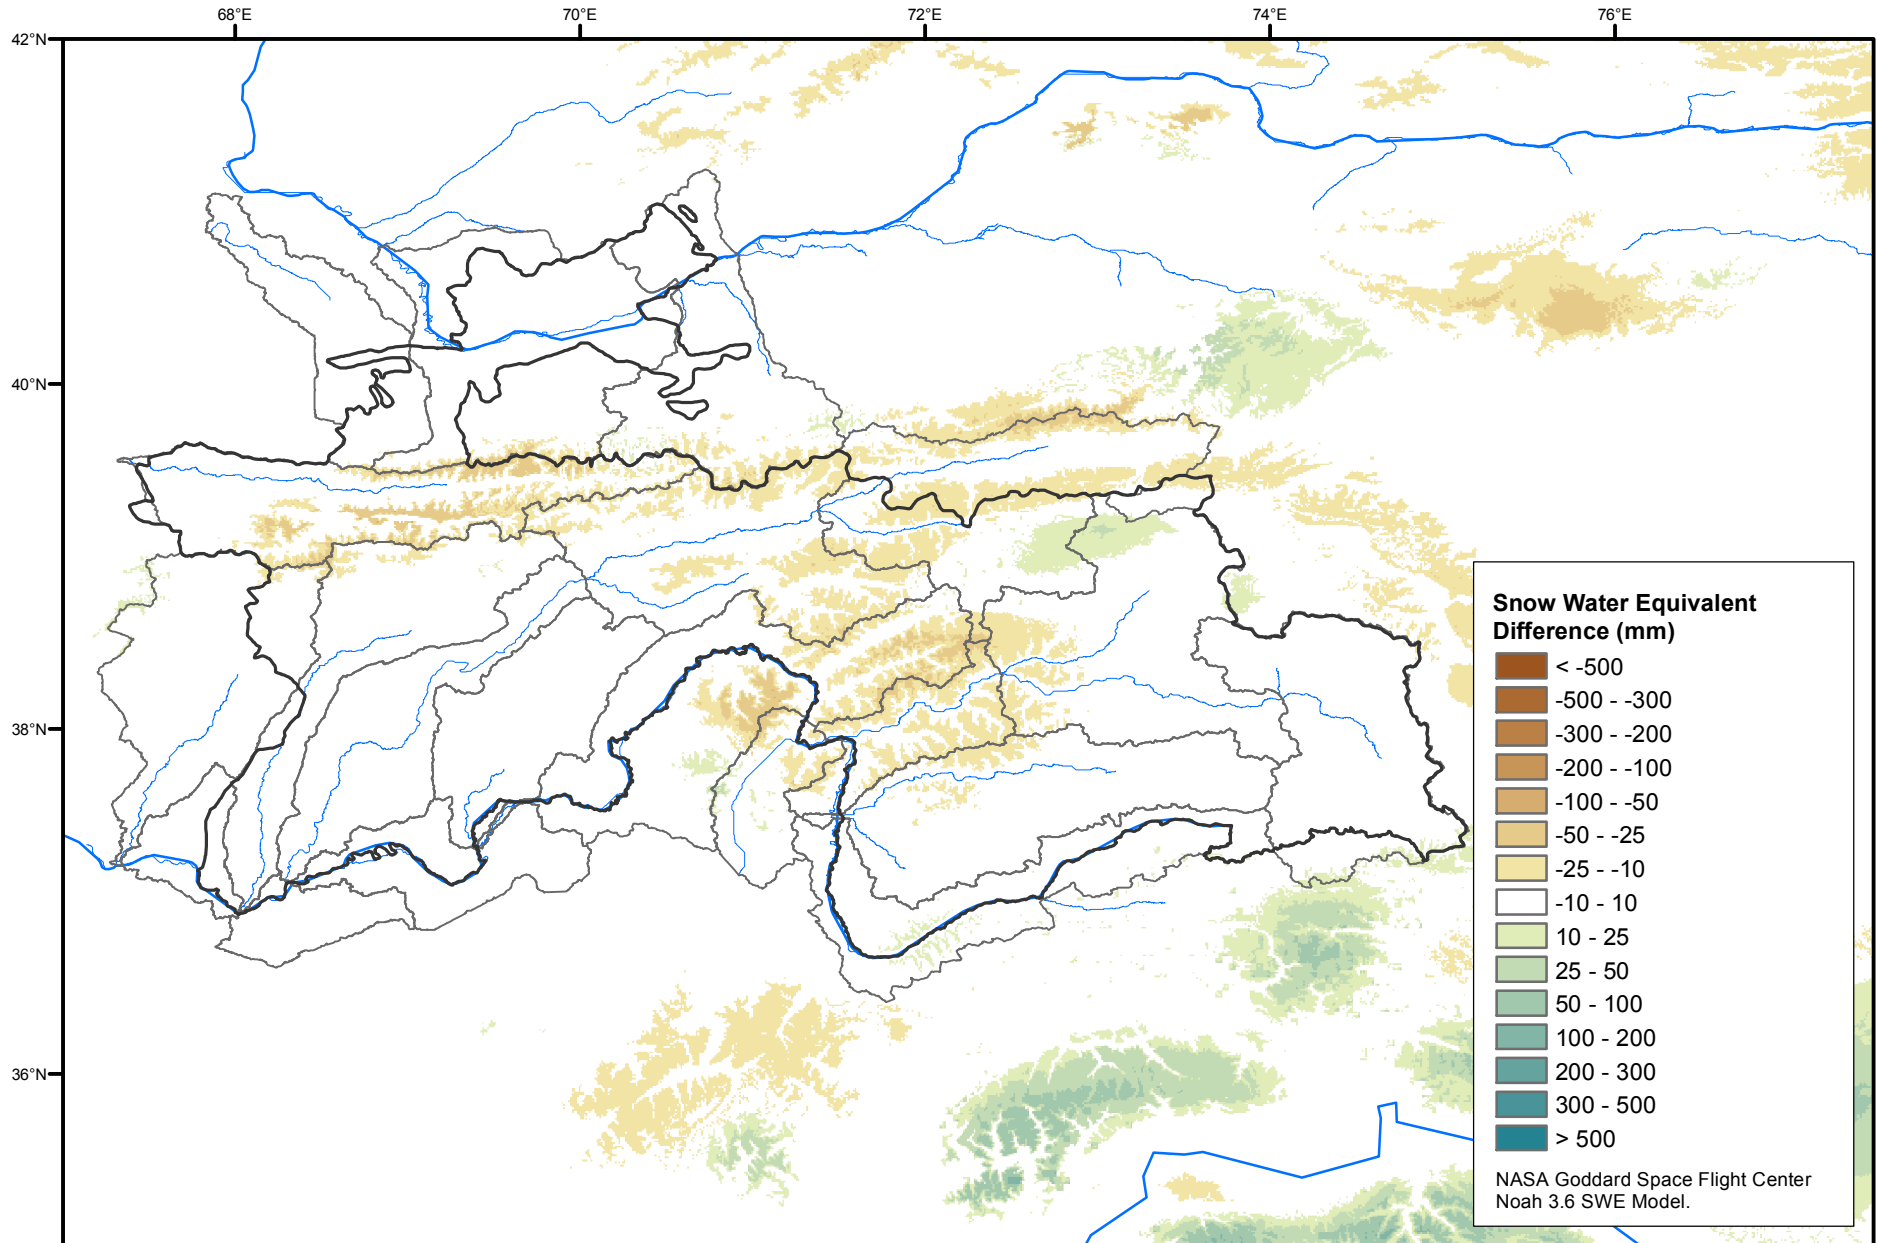 68°E 70°E 72°E 74°E 76°E
42°N
40°N
38°N
36°N
Snow Water Equivalent
Difference (mm)
< -500
-500 - -300
-300 - -200
-200 - -100
-100 - -50
-50 - -25
-25 - -10
-10 - 10
10 - 25
25 - 50
50 - 100
100 - 200
200 - 300
300 - 500
> 500
NASA Goddard Space Flight Center
Noah 3.6 SWE Model.